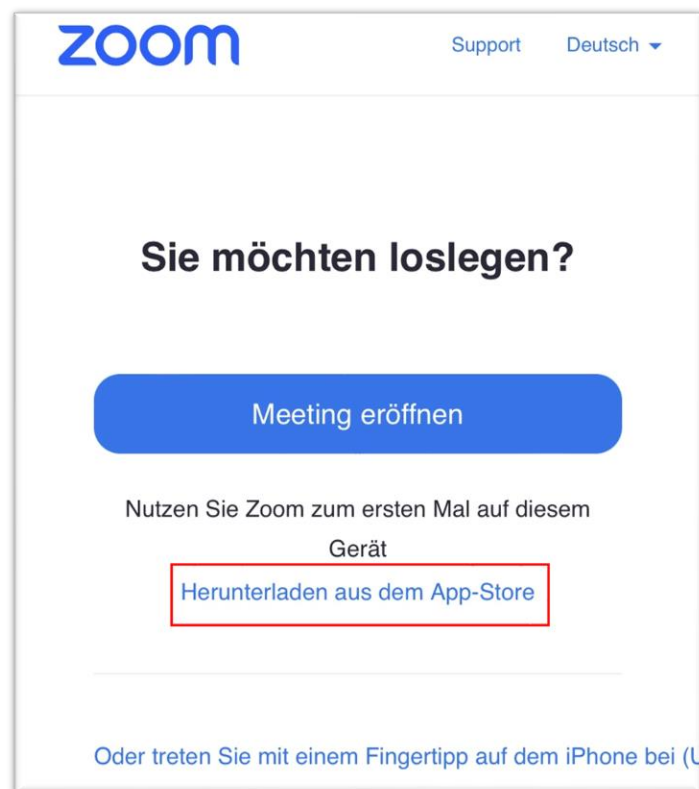 zoom
Support Deutsch
Sie möchten loslegen?
Meeting eröffnen
Nutzen Sie Zoom zum ersten Mal auf diesem
Gerät
Herunterladen aus dem App-Store
Oder treten Sie mit einem Fingertipp auf dem iPhone bei (U